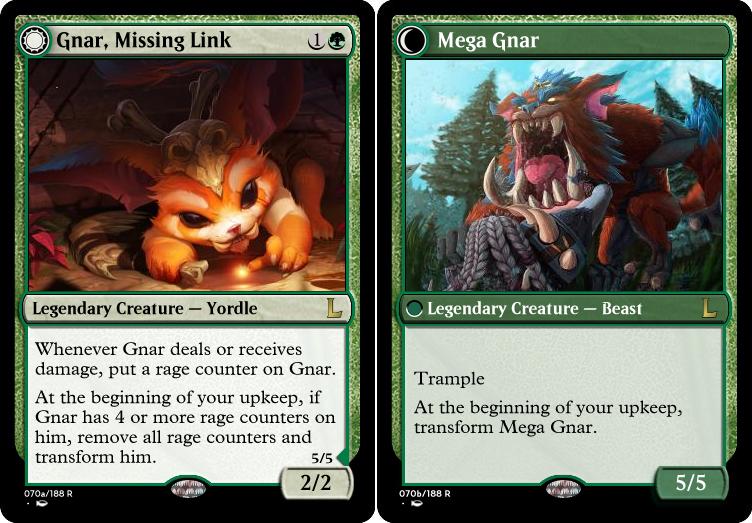 Gnar, Missing Link 1
Legendary Creature — Yordle L
Whenever Gnar deals or receives
damage, put a rage counter on Gnar.
At the beginning of your upkeep, if
Gnar has 4 or more rage counters on
him, remove all rage counters and
transform him.
5/5
2/2
070a/188 R
Mega Gnar
Legendary Creature — Beast L
Trample
At the beginning of your upkeep,
transform Mega Gnar.
5/5
070b/188 R